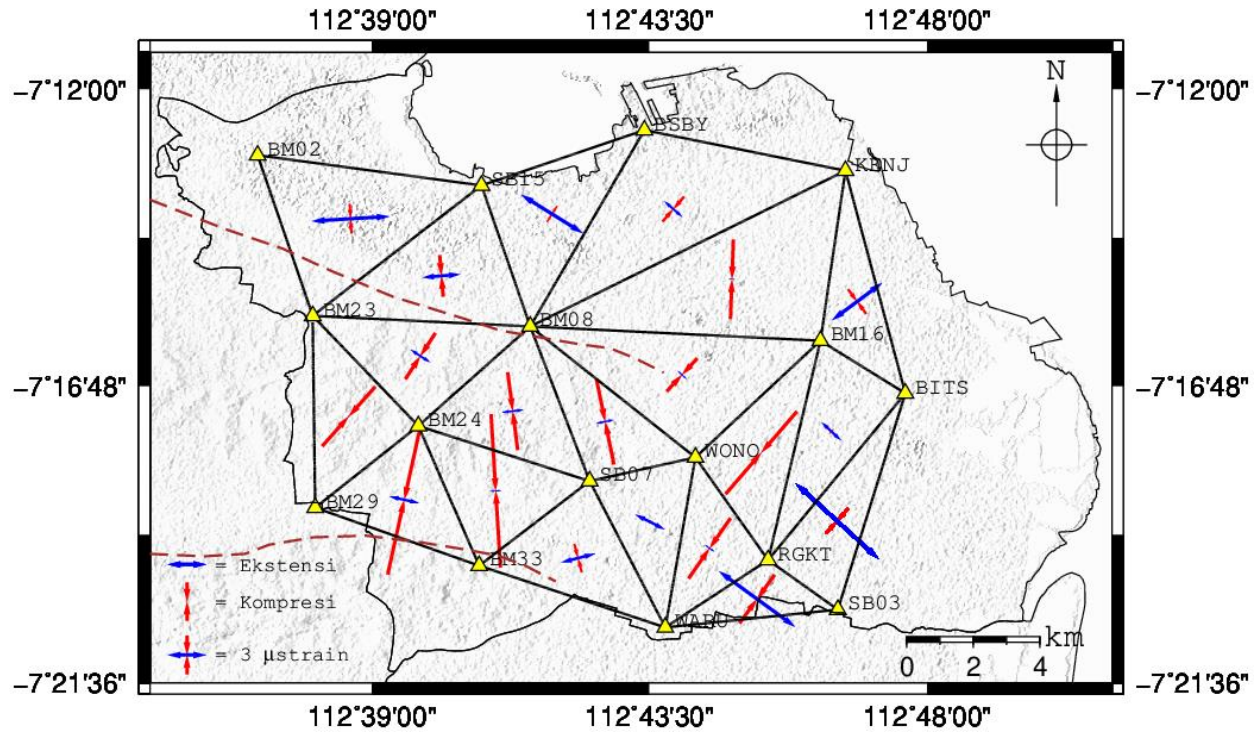 112˚39'00" 112˚43'30" 112˚48'00"
N
-7˚12'00" -7˚12'00"
BSBY
BM02
KBNJ
SB15
BM23
BM08
BM16
-7˚16'48" -7˚16'48"
BITS
BM24
WONO
SB07
BM29
RGKT
BM33
= Ekstensi
= Kompresi
SB03
WARU
km
= 3 μstrain
0 2 4
-7˚21'36" -7˚21'36"
112˚39'00" 112˚43'30" 112˚48'00"